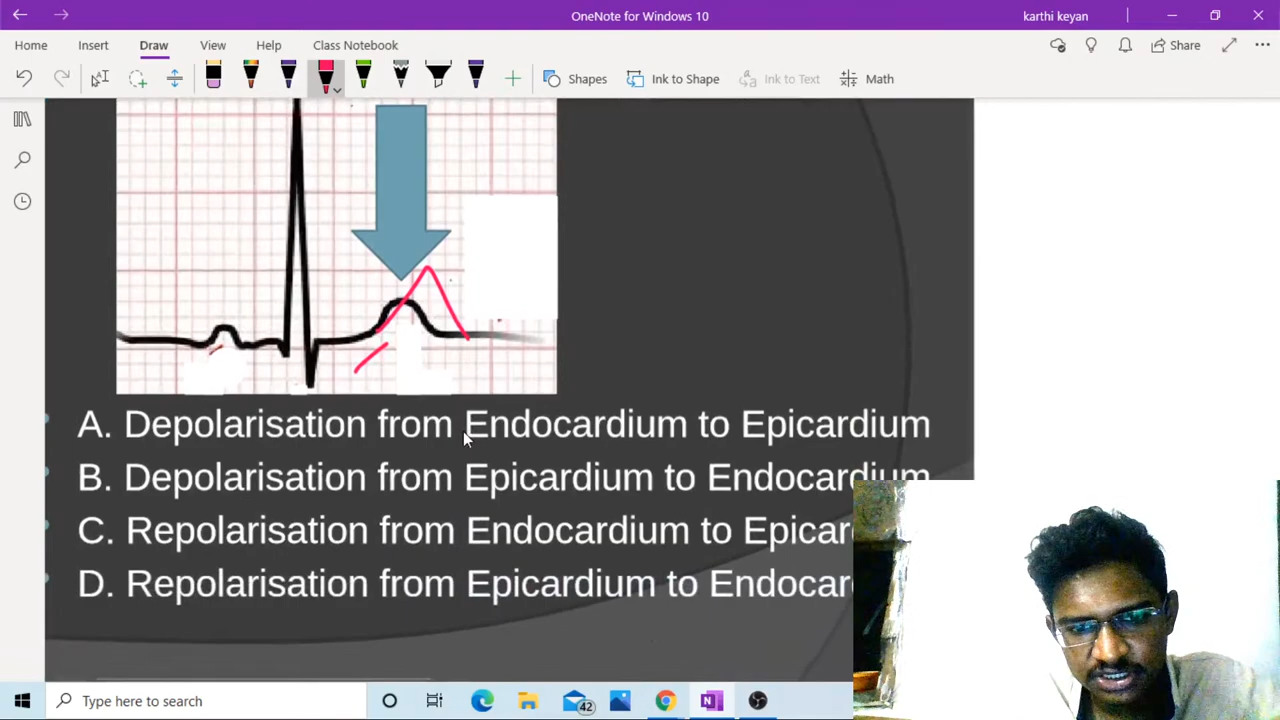 OneNote for Windows 10
karthi keyan
Home Insert Draw View Help Class Notebook
Share
Shapes
Ink to Shape
Ink to Text
Math
A. Depolarisation from Endocardium to Epicardium
B. Depolarisation from Epicardium to Endocardium
C. Repolarisation from Endocardium to Epicar
D. Repolarisation from Epicardium to Endocar
Type here to search
42